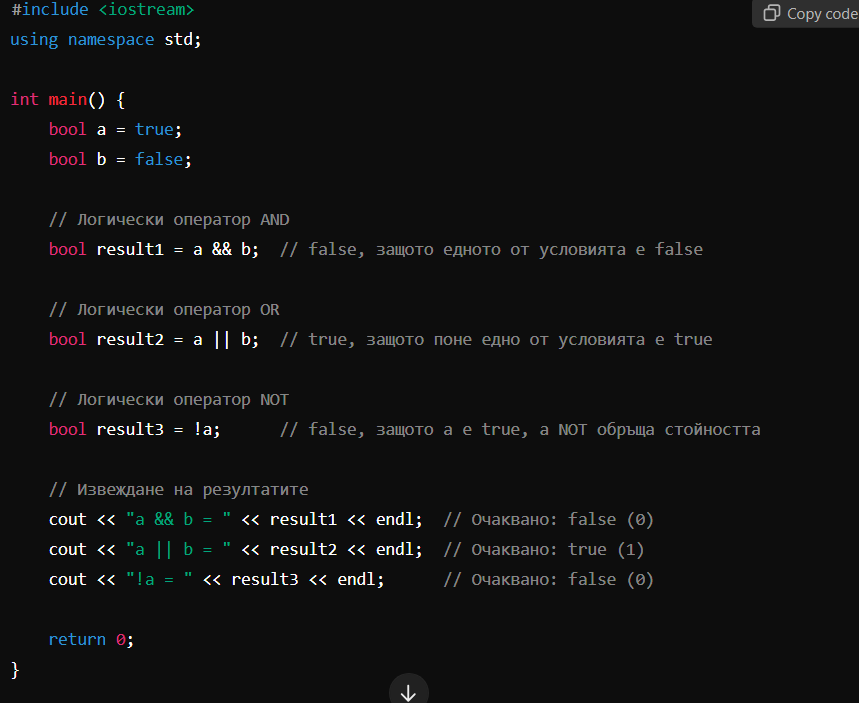 #include <iostream>
Copy code
using namespace std;
int main() {
    bool a = true;
    bool b = false;
    // Логически оператор AND
    bool result1 = a && b;  // false, защото едното от условията е false
    // Логически оператор OR
    bool result2 = a || b;  // true, защото поне едно от условията е true
    // Логически оператор NOT
    bool result3 = !a;      // false, защото a е true, а NOT обръща стойността
    // Извеждане на резултатите
    cout << "a && b = " << result1 << endl;  // Очаквано: false (0)
    cout << "a || b = " << result2 << endl;  // Очаквано: true (1)
    cout << "!a = " << result3 << endl;      // Очаквано: false (0)
    return 0;
}